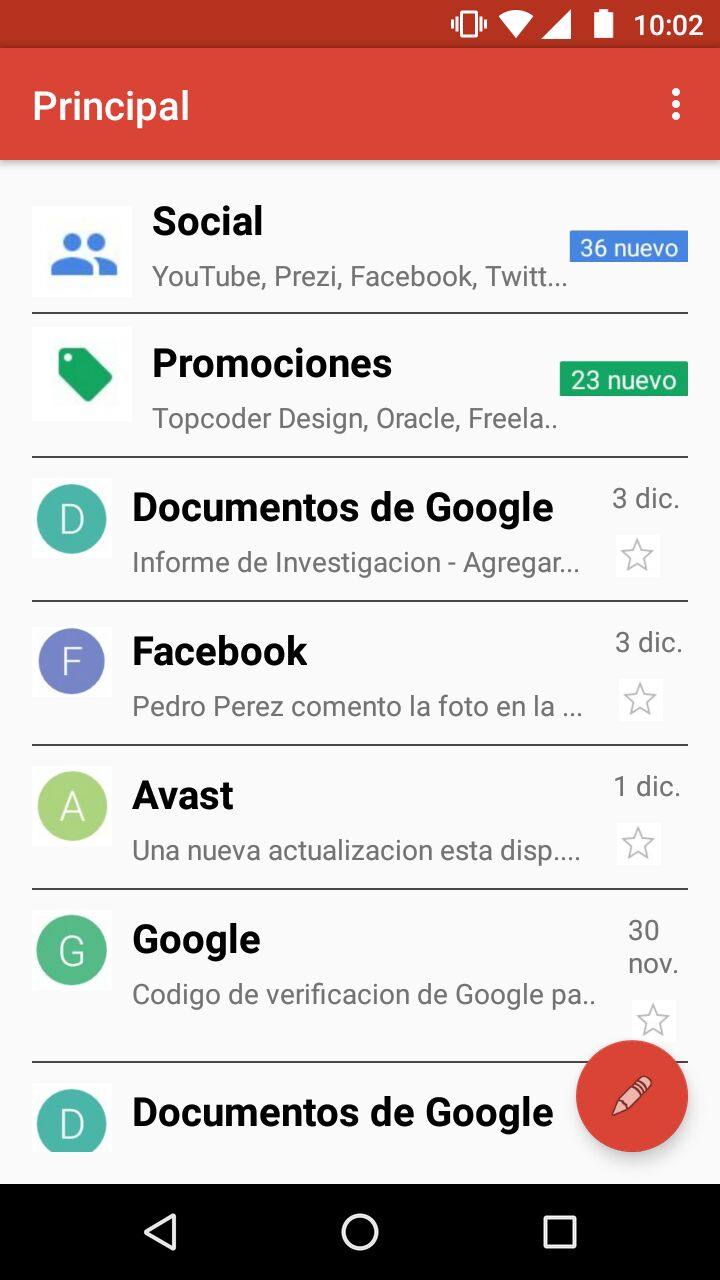 10:02
Principal
Social
36 nuevo
YouTube, Prezi, Facebook, Twitt...
Promociones
23 nuevo
Topcoder Design, Oracle, Freela..
D
Documentos de Google
3 dic.
Informe de Investigacion - Agregar...
F
Facebook
3 dic.
Pedro Perez comento la foto en la ...
A
Avast
1 dic.
Una nueva actualizacion esta disp....
G
Google
30
nov.
Codigo de verificacion de Google pa..
D
Documentos de Google